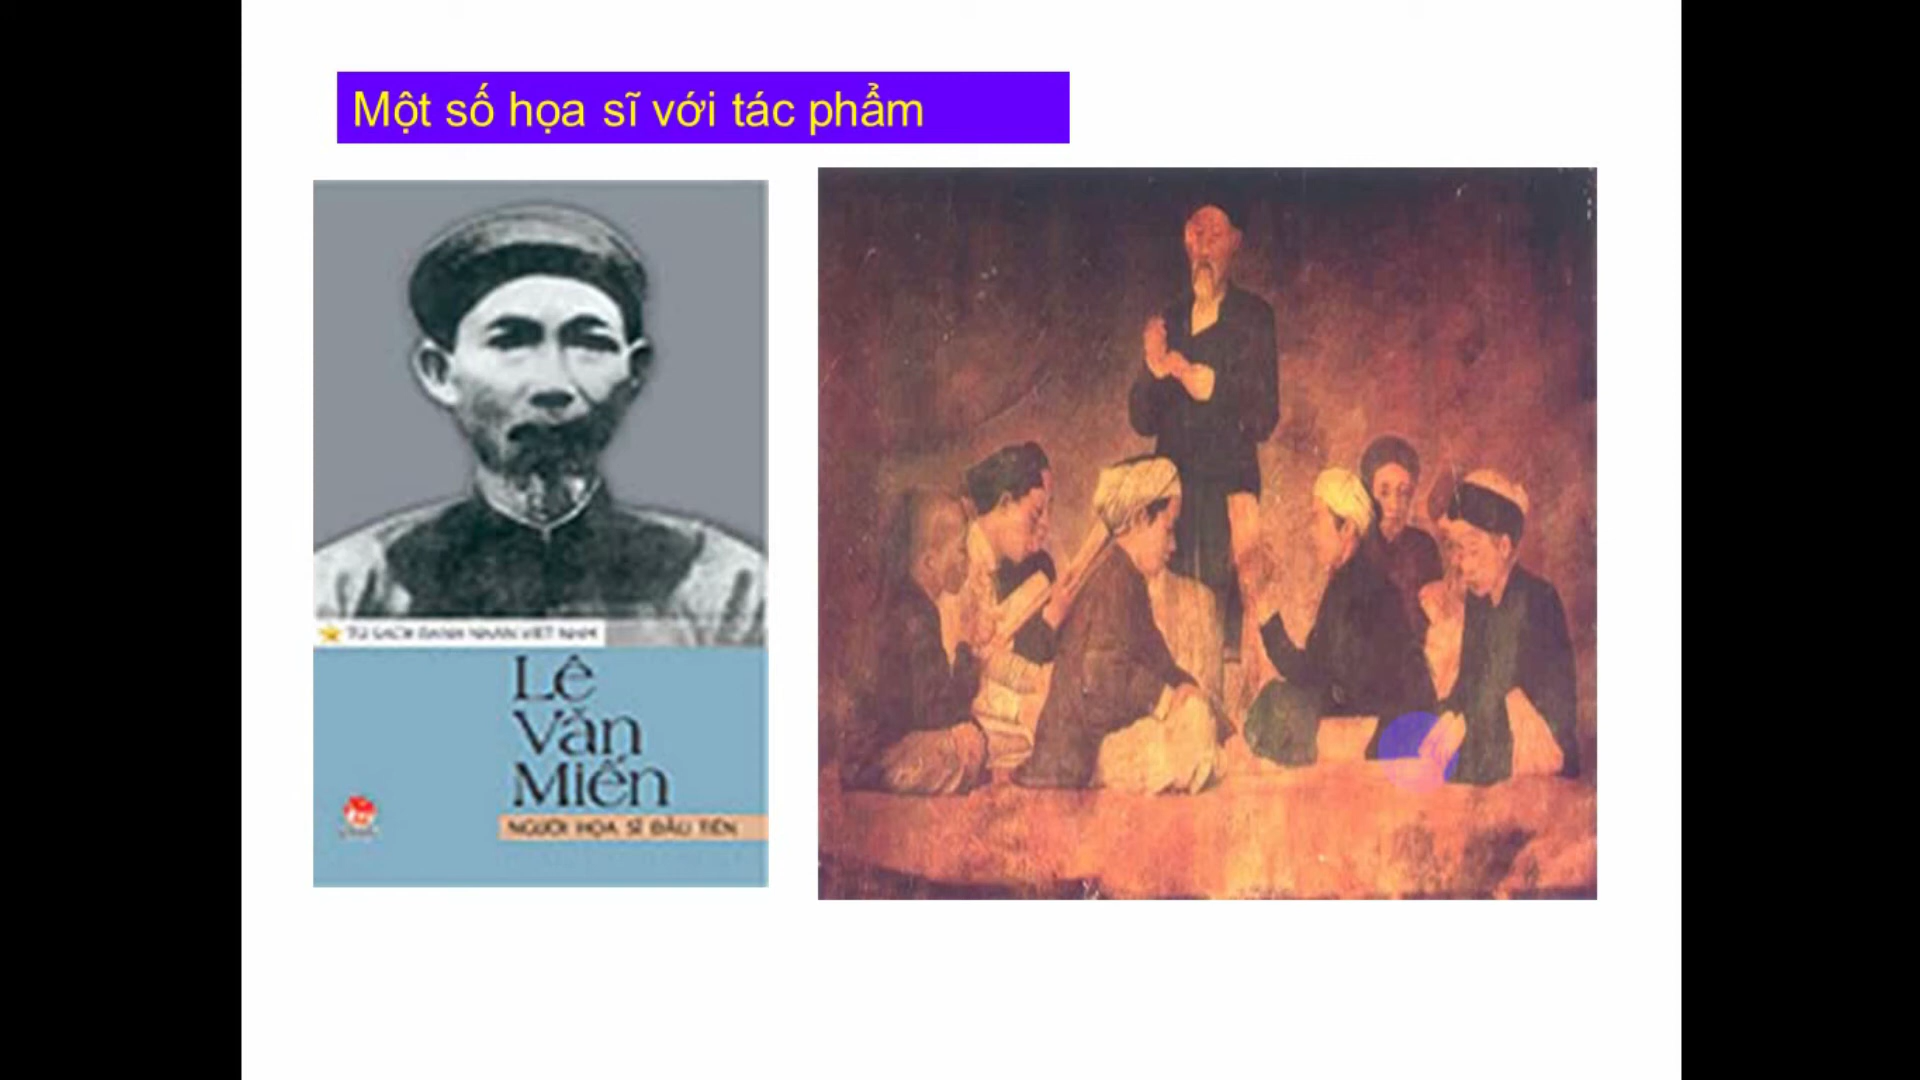 Một số họa sĩ với tác phẩm
TỦ SÁCH DANH NHÂN VIỆT NAM
Lê
Văn
Miến
NGƯỜI HỌA SĨ ĐẦU TIÊN